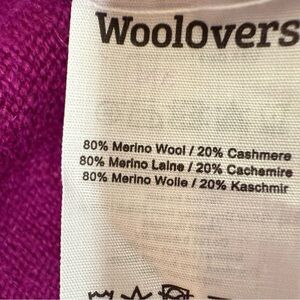 WoolOvers
80% Merino Wool / 20% Cashmere
80% Merino Laine / 20% Cachemire
80% Merino Wolle / 20% Kaschmir